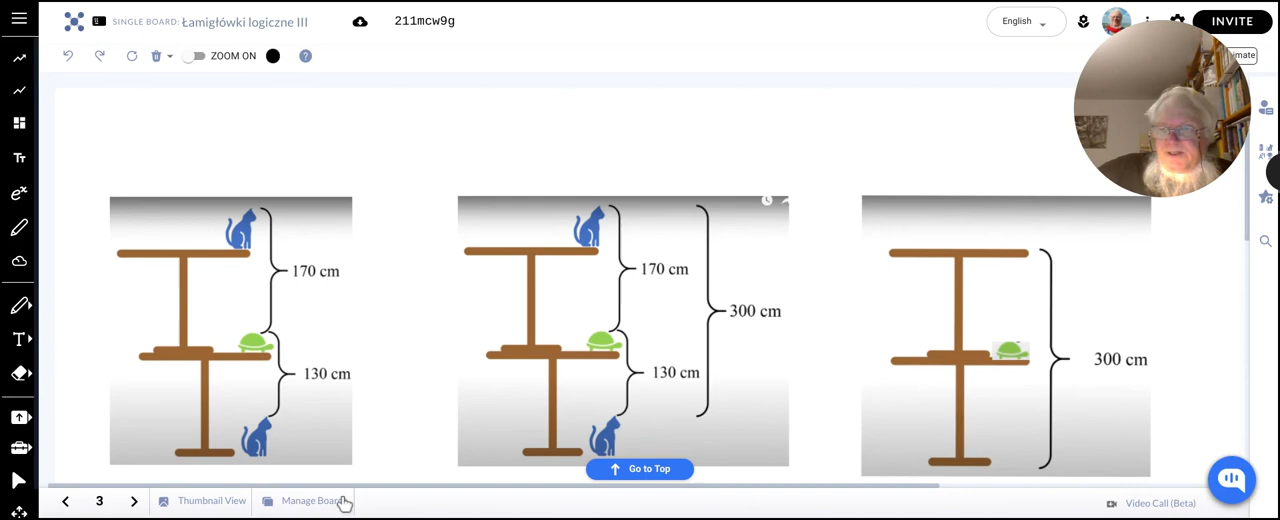 SINGLE BOARD: Łamigłówki logiczne III
211mcw9g
English
INVITE
ZOOM ON
imate
170 cm
130 cm
170 cm
130 cm
300 cm
300 cm
Go to Top
3
Thumbnail View
Manage Board
Video Call (Beta)